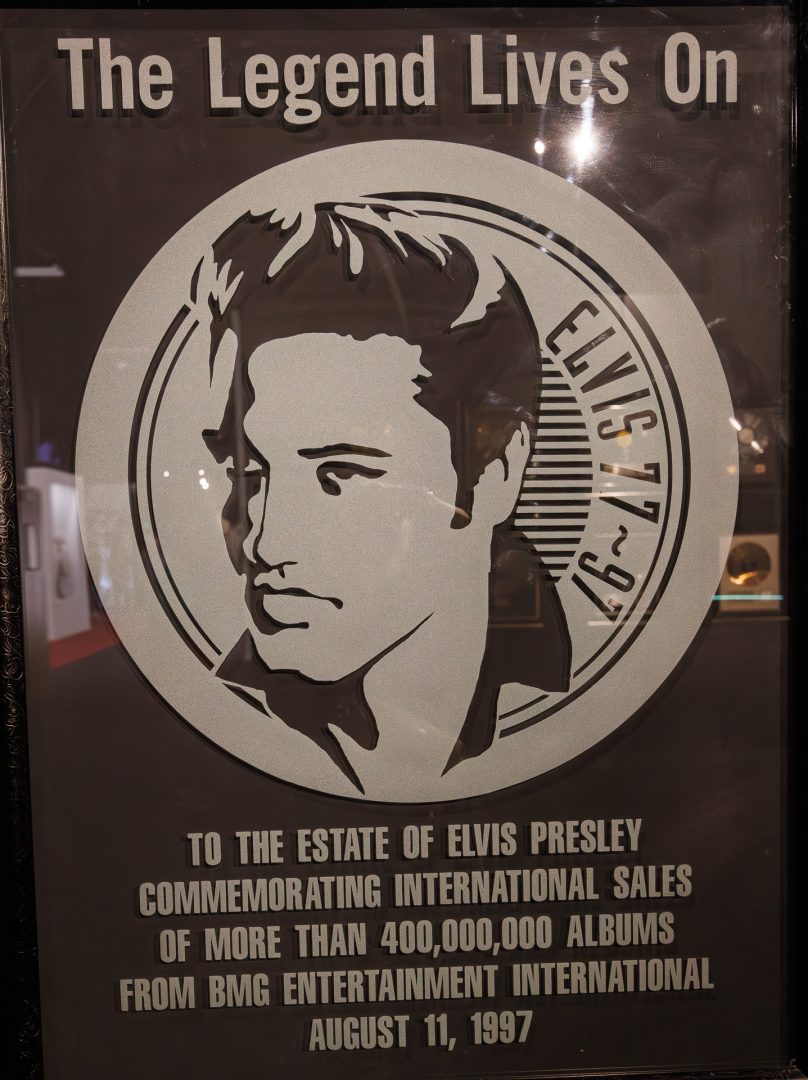 The Legend Lives On
ELVIS 77~97
TO THE ESTATE OF ELVIS PRESLEY
COMMEMORATING INTERNATIONAL SALES
OF MORE THAN 400,000,000 ALBUMS
FROM BMG ENTERTAINMENT INTERNATIONAL
AUGUST 11, 1997